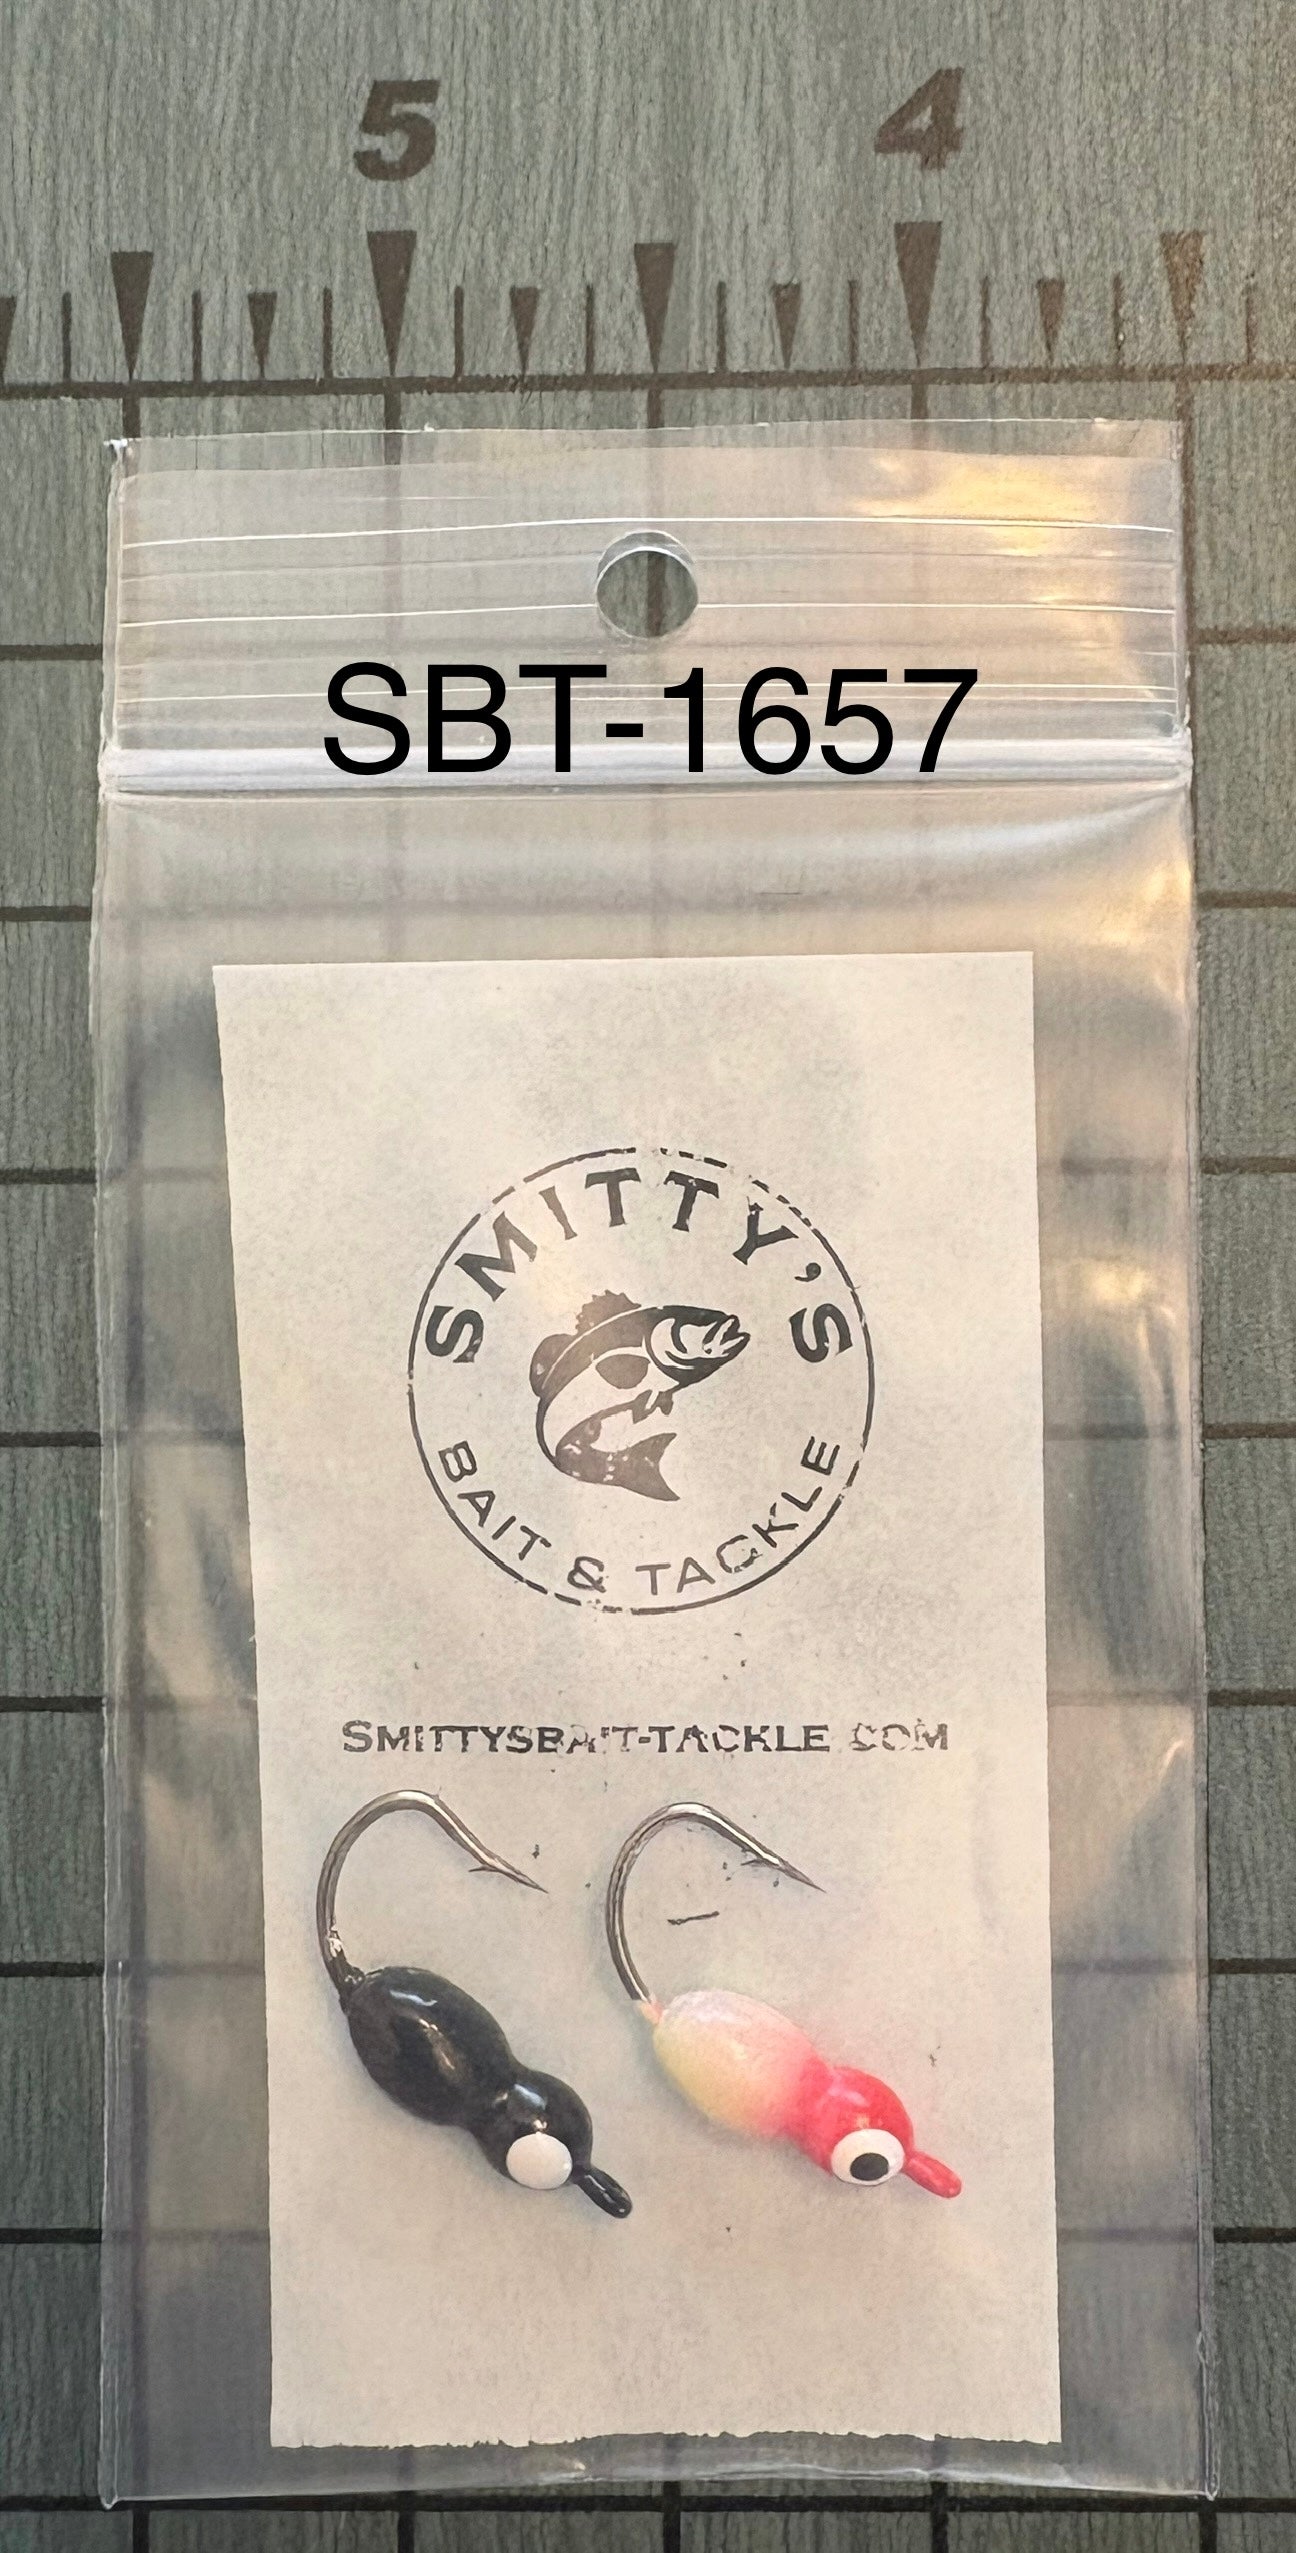 5 4
SBT-1657
SMITTY'S
BAIT & TACKLE
SMITTYSBAIT-TACKLE.COM